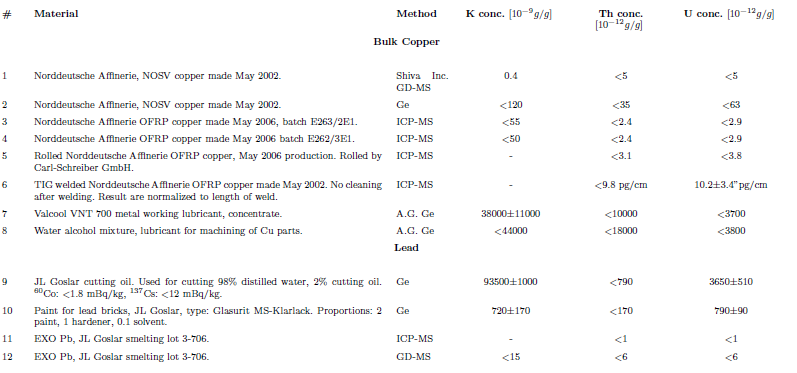 # Material Method K conc. [10⁻⁹g/g] Th conc. [10⁻¹²g/g] U conc. [10⁻¹²g/g]
Bulk Copper
1 Norddeutsche Affinerie, NOSV copper made May 2002. Shiva Inc. GD-MS 0.4 <5 <5
2 Norddeutsche Affinerie, NOSV copper made May 2002. Ge <120 <35 <63
3 Norddeutsche Affinerie OFRP copper made May 2006, batch E263/2E1. ICP-MS <55 <2.4 <2.9
4 Norddeutsche Affinerie OFRP copper made May 2006 batch E262/3E1. ICP-MS <50 <2.4 <2.9
5 Rolled Norddeutsche Affinerie OFRP copper, May 2006 production. Rolled by ICP-MS - <3.1 <3.8
Carl-Schreiber GmbH.
6 TIG welded Norddeutsche Affinerie OFRP copper made May 2002. No cleaning ICP-MS - <9.8 pg/cm 10.2±3.4"pg/cm
after welding. Result are normalized to length of weld.
7 Valcool VNT 700 metal working lubricant, concentrate. A.G. Ge 38000±11000 <10000 <3700
8 Water alcohol mixture, lubricant for machining of Cu parts. A.G. Ge <44000 <18000 <3800
Lead
9 JL Goslar cutting oil. Used for cutting 98% distilled water, 2% cutting oil. Ge 93500±1000 <790 3650±510
⁶⁰Co: <1.8 mBq/kg, ¹³⁷Cs: <12 mBq/kg.
10 Paint for lead bricks, JL Goslar, type: Glasurit MS-Klarlack. Proportions: 2 Ge 720±170 <170 790±90
paint, 1 hardener, 0.1 solvent.
11 EXO Pb, JL Goslar smelting lot 3-706. ICP-MS - <1 <1
12 EXO Pb, JL Goslar smelting lot 3-706. GD-MS <15 <6 <6